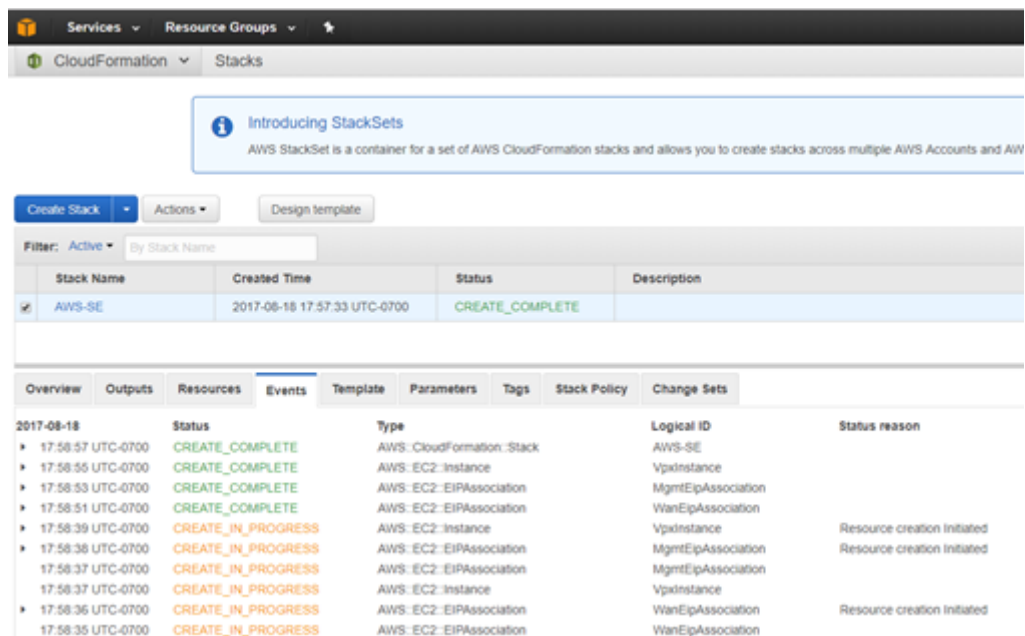 Services Resource Groups
CloudFormation Stacks
Introducing StackSets
AWS StackSet is a container for a set of AWS CloudFormation stacks and allows you to create stacks across multiple AWS Accounts and AW
Create Stack Actions Design template
Filter: Active By Stack Name
Stack Name Created Time Status Description
AWS-SE 2017-08-18 17:57:33 UTC-0700 CREATE_COMPLETE
Overview Outputs Resources Events Template Parameters Tags Stack Policy Change Sets
2017-08-18 Status Type Logical ID Status reason
17:58:57 UTC-0700 CREATE_COMPLETE AWS::CloudFormation::Stack AWS-SE
17:58:55 UTC-0700 CREATE_COMPLETE AWS::EC2::Instance VpxInstance
17:58:53 UTC-0700 CREATE_COMPLETE AWS::EC2::EIPAssociation MgmtEipAssociation
17:58:51 UTC-0700 CREATE_COMPLETE AWS::EC2::EIPAssociation WanEipAssociation
17:58:39 UTC-0700 CREATE_IN_PROGRESS AWS::EC2::Instance VpxInstance Resource creation Initiated
17:58:38 UTC-0700 CREATE_IN_PROGRESS AWS::EC2::EIPAssociation MgmtEipAssociation Resource creation Initiated
17:58:37 UTC-0700 CREATE_IN_PROGRESS AWS::EC2::EIPAssociation MgmtEipAssociation
17:58:37 UTC-0700 CREATE_IN_PROGRESS AWS::EC2::Instance VpxInstance
17:58:36 UTC-0700 CREATE_IN_PROGRESS AWS::EC2::EIPAssociation WanEipAssociation Resource creation Initiated
17:58:35 UTC-0700 CREATE_IN_PROGRESS AWS::EC2::EIPAssociation WanEipAssociation